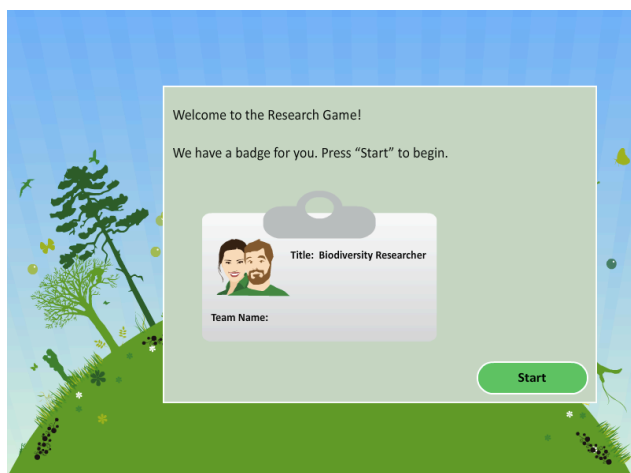 Welcome to the Research Game!
We have a badge for you. Press “Start” to begin.
Title: Biodiversity Researcher
Team Name:
Start